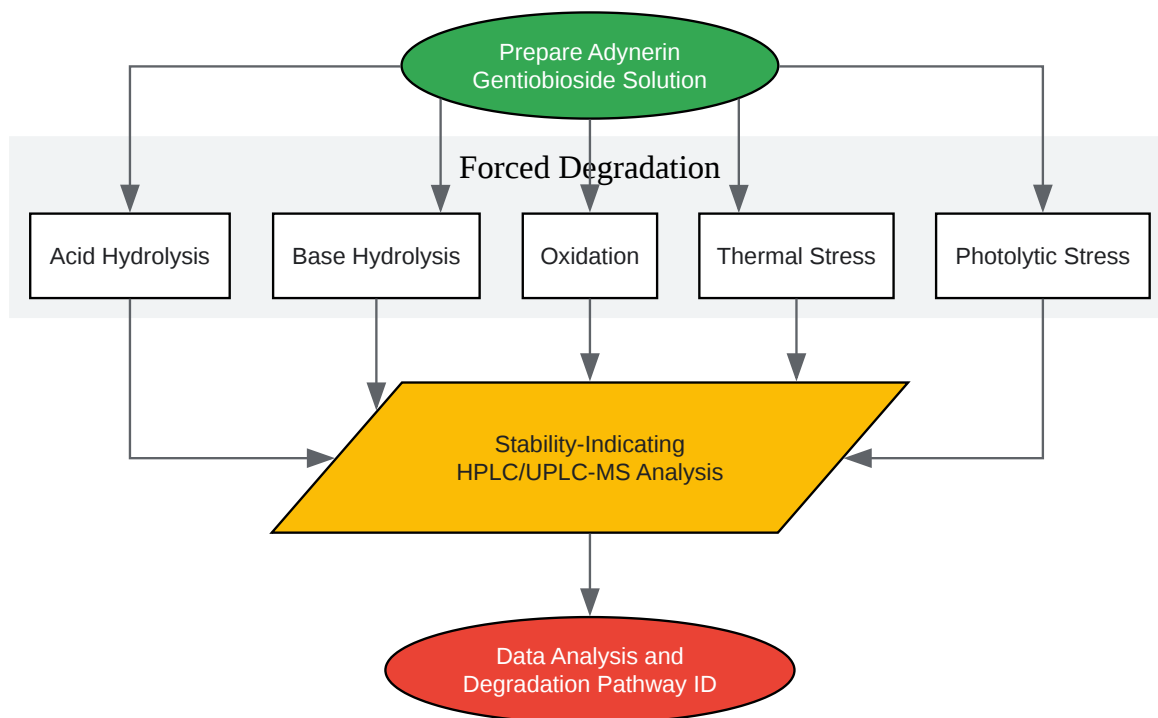 Prepare Adynerin
Gentiobioside Solution
Forced Degradation
Acid Hydrolysis
Base Hydrolysis
Oxidation
Thermal Stress
Photolytic Stress
Stability-Indicating
HPLC/UPLC-MS Analysis
Data Analysis and
Degradation Pathway ID